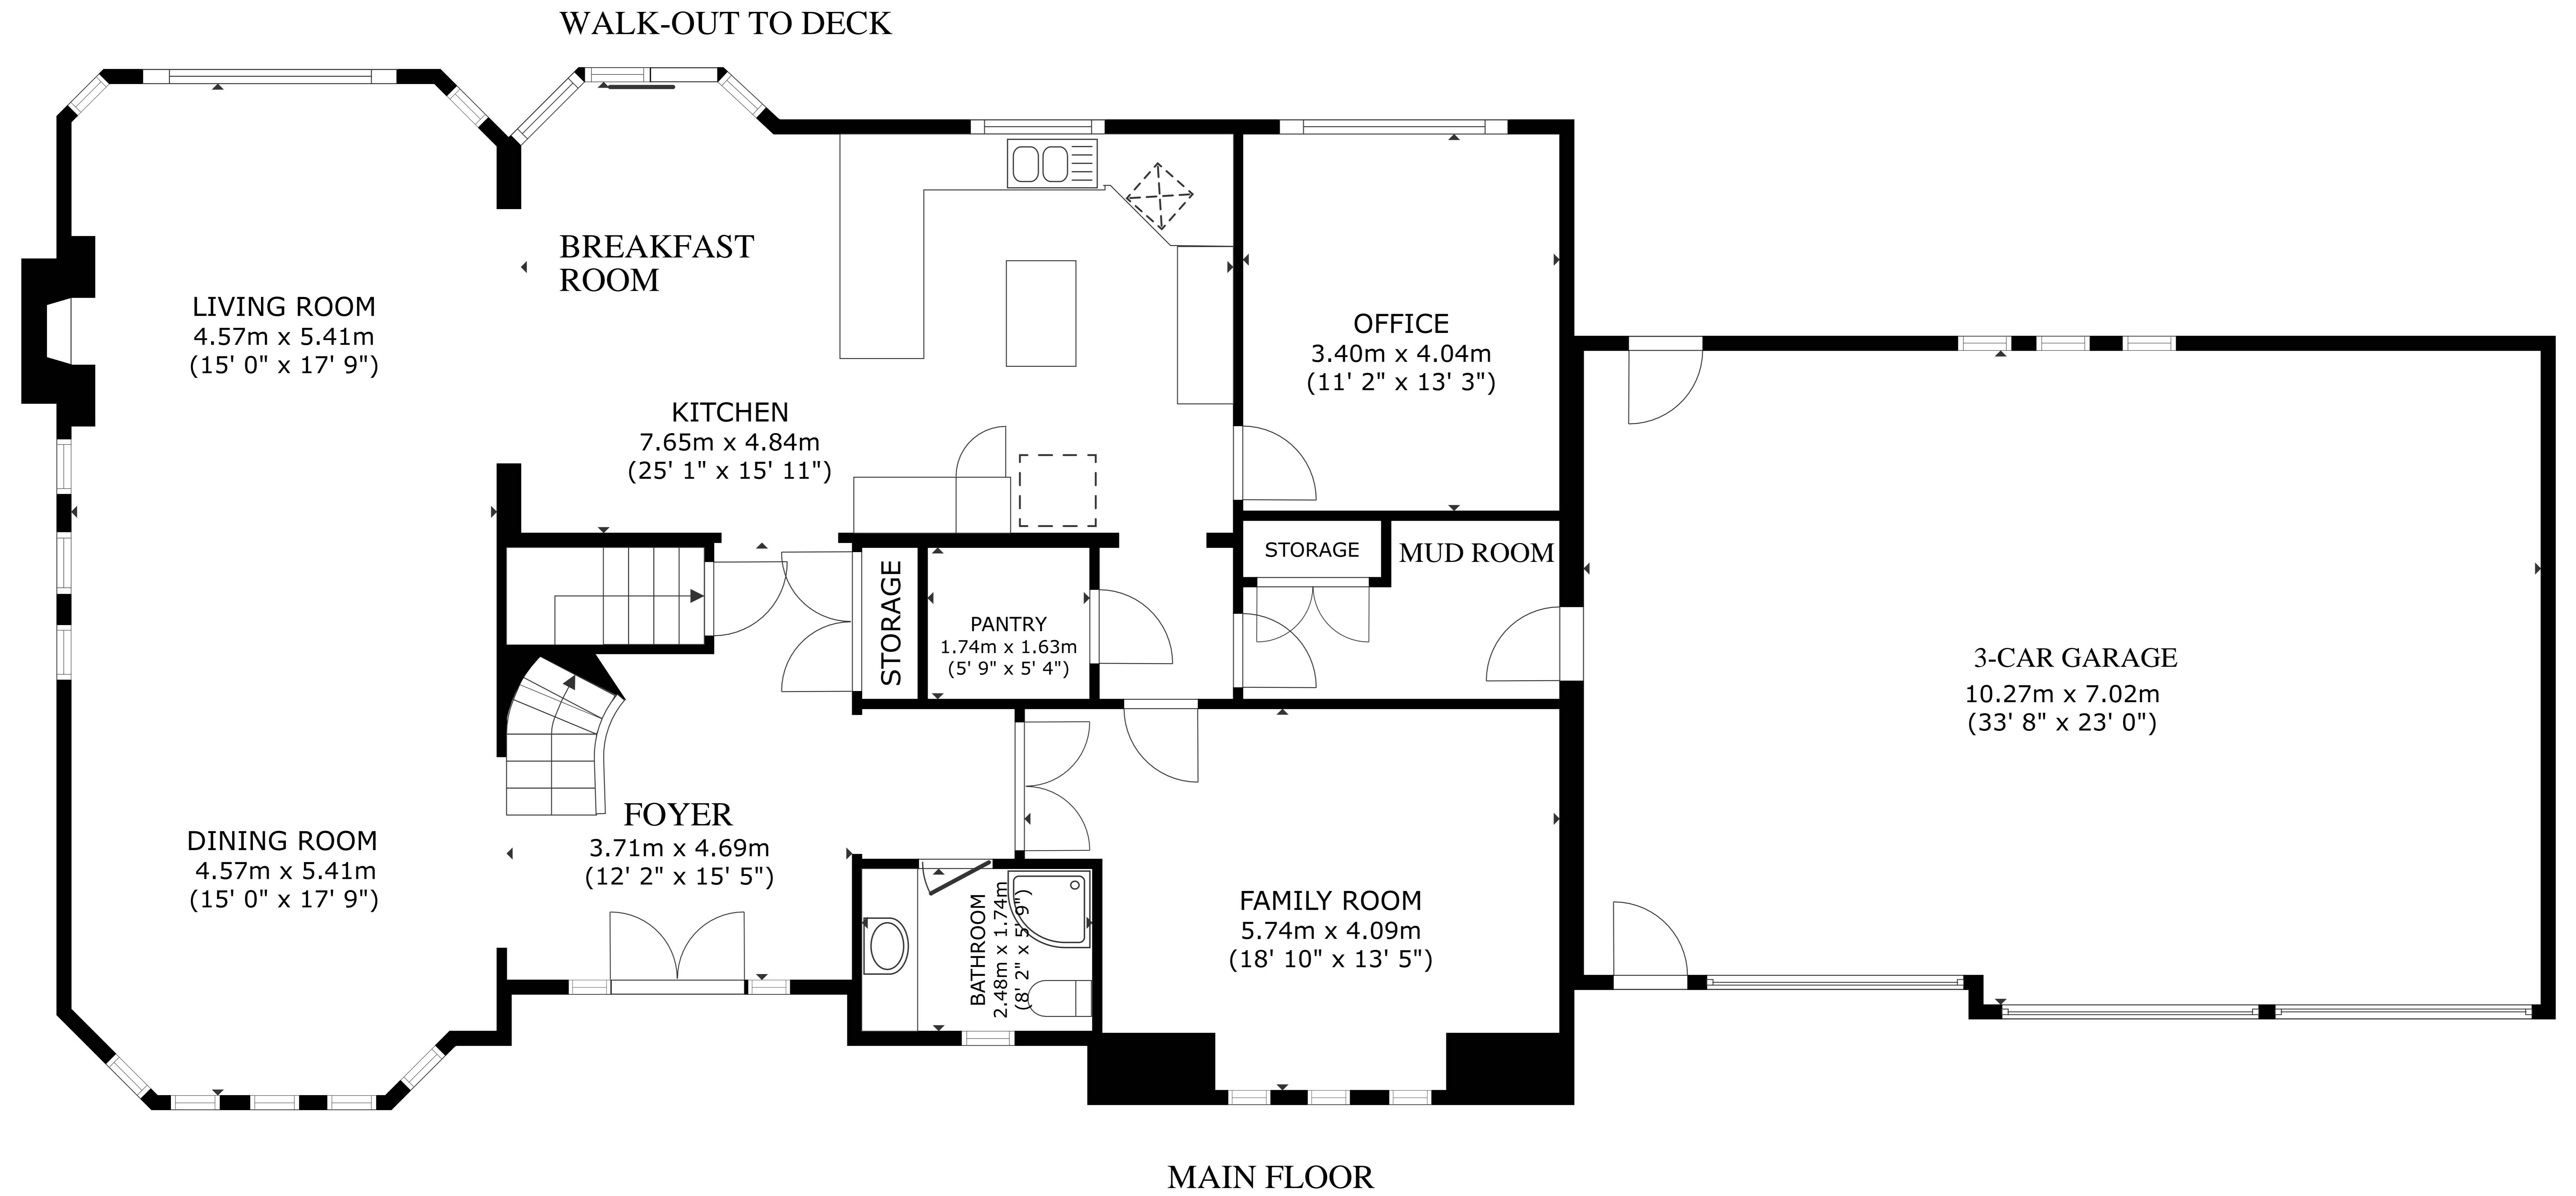 WALK-OUT TO DECK
BREAKFAST
ROOM
LIVING ROOM
4.57m x 5.41m
(15' 0" x 17' 9")
KITCHEN
7.65m x 4.84m
(25' 1" x 15' 11")
OFFICE
3.40m x 4.04m
(11' 2" x 13' 3")
STORAGE
MUD ROOM
STORAGE
PANTRY
1.74m x 1.63m
(5' 9" x 5' 4")
3-CAR GARAGE
10.27m x 7.02m
(33' 8" x 23' 0")
DINING ROOM
4.57m x 5.41m
(15' 0" x 17' 9")
FOYER
3.71m x 4.69m
(12' 2" x 15' 5")
BATHROOM
2.48m x 1.74m
(8' 2" x 5' 9")
FAMILY ROOM
5.74m x 4.09m
(18' 10" x 13' 5")
MAIN FLOOR